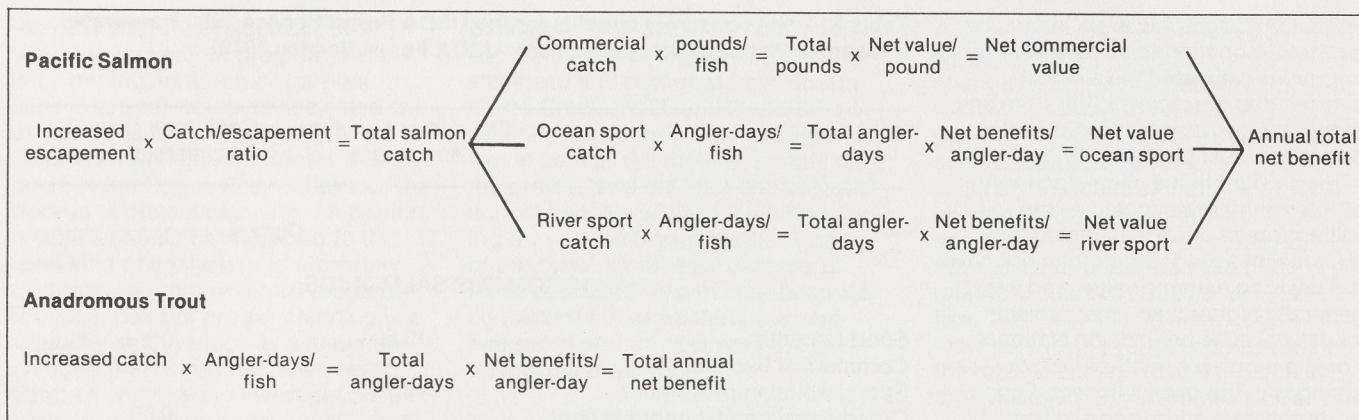 Pacific Salmon
Commercial catch x pounds/ fish = Total pounds x Net value/ pound = Net commercial value
Increased escapement x Catch/escapement ratio = Total salmon catch
Ocean sport catch x Angler-days/ fish = Total angler-days x Net benefits/ angler-day = Net value ocean sport
Annual total net benefit
River sport catch x Angler-days/ fish = Total angler-days x Net benefits/ angler-day = Net value river sport
Anadromous Trout
Increased catch x Angler-days/ fish = Total angler-days x Net benefits/ angler-day = Total annual net benefit